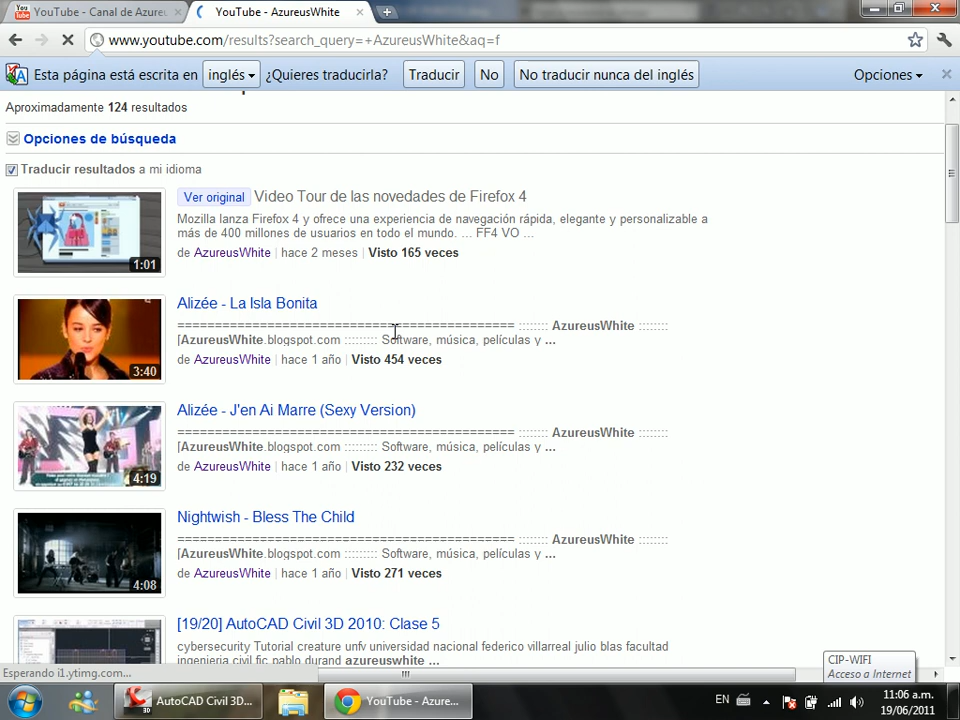 YouTube - Canal de Azureu
YouTube - AzureusWhite
www.youtube.com/results?search_query=+AzureusWhite&aq=f
Esta página está escrita en inglés ¿Quieres traducirla? Traducir No No traducir nunca del inglés Opciones
Aproximadamente 124 resultados
Opciones de búsqueda
Traducir resultados a mi idioma
Ver original Video Tour de las novedades de Firefox 4
Mozilla lanza Firefox 4 y ofrece una experiencia de navegación rápida, elegante y personalizable a
más de 400 millones de usuarios en todo el mundo. ... FF4 VO ...
1:01
de AzureusWhite | hace 2 meses | Visto 165 veces
Alizée - La Isla Bonita
============================================= ::::::: AzureusWhite :::::::
[AzureusWhite.blogspot.com ::::::::: Software, música, películas y ...
3:40
de AzureusWhite | hace 1 año | Visto 454 veces
Alizée - J'en Ai Marre (Sexy Version)
============================================= ::::::: AzureusWhite :::::::
[AzureusWhite.blogspot.com ::::::::: Software, música, películas y ...
4:19
de AzureusWhite | hace 1 año | Visto 232 veces
Nightwish - Bless The Child
============================================= ::::::: AzureusWhite :::::::
[AzureusWhite.blogspot.com ::::::::: Software, música, películas y ...
4:08
de AzureusWhite | hace 1 año | Visto 271 veces
[19/20] AutoCAD Civil 3D 2010: Clase 5
cybersecurity Tutorial creature unfv universidad nacional federico villarreal julio blas facultad
ingenieria civil fic pablo durand azureuswhite ...
Esperando i1.ytimg.com...
CIP-WIFI
Acceso a Internet
AutoCAD Civil 3D...
YouTube - Azure...
EN
11:06 a.m.
19/06/2011